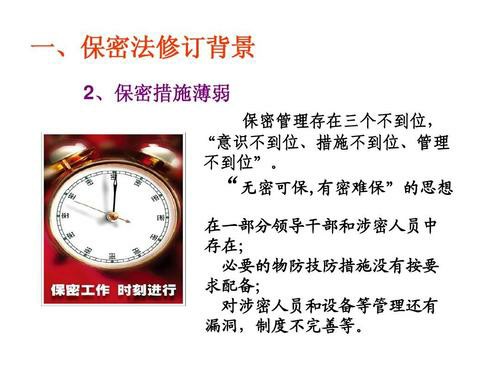 一、保密法修订背景
2、保密措施薄弱
保密管理存在三个不到位，
“意识不到位、措施不到位、管理
不到位”。
“无密可保,有密难保”的思想
在一部分领导干部和涉密人员中
存在；
必要的物防技防措施没有按要
求配备；
对涉密人员和设备等管理还有
漏洞，制度不完善等。
保密工作 时刻进行